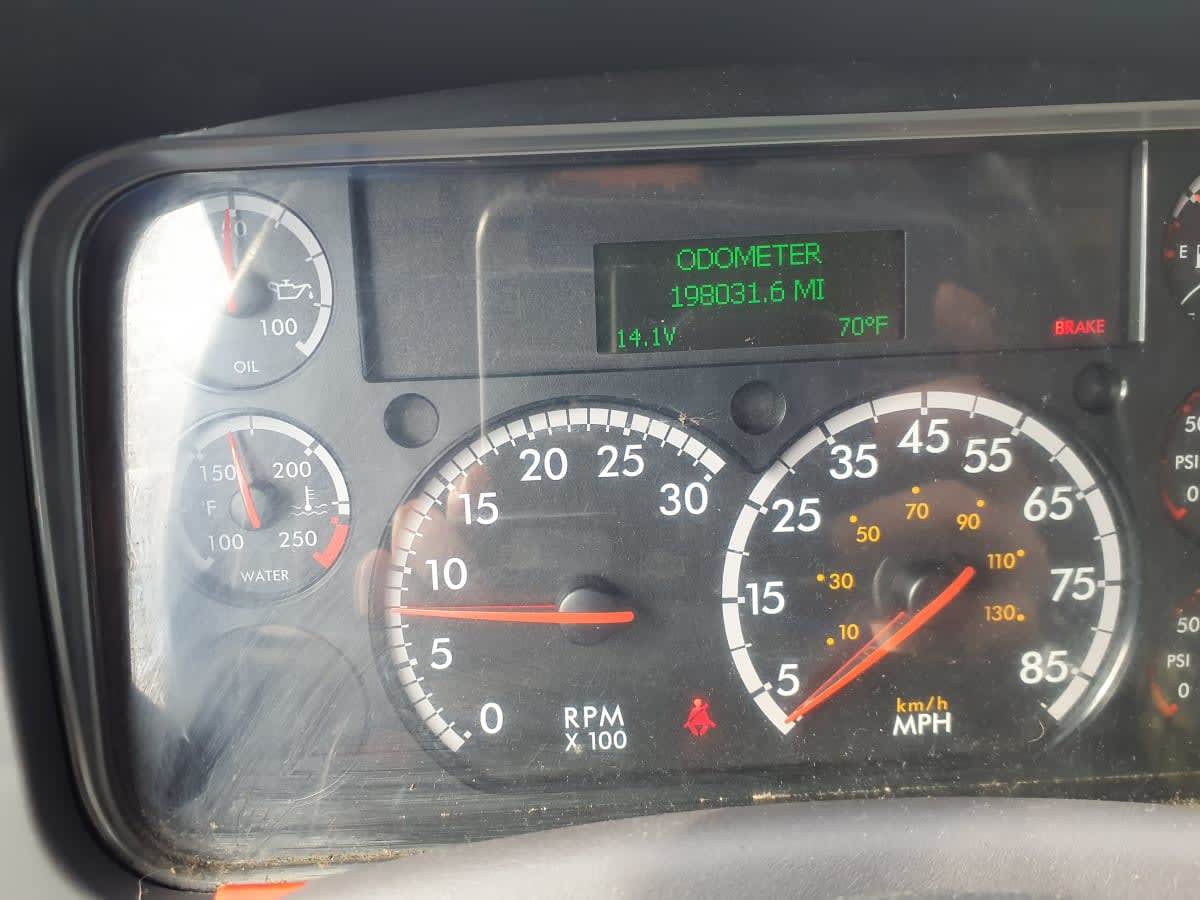 ODOMETER
198031.6 MI
14.1V 70°F
BRAKE
100
OIL
150 200
°F
100 250
WATER
0 5 10 15 20 25 30
RPM
X 100
5 15 25 35 45 55 65 75 85
10 30 50 70 90 110 130
km/h
MPH
E
PSI
0
50
PSI
0